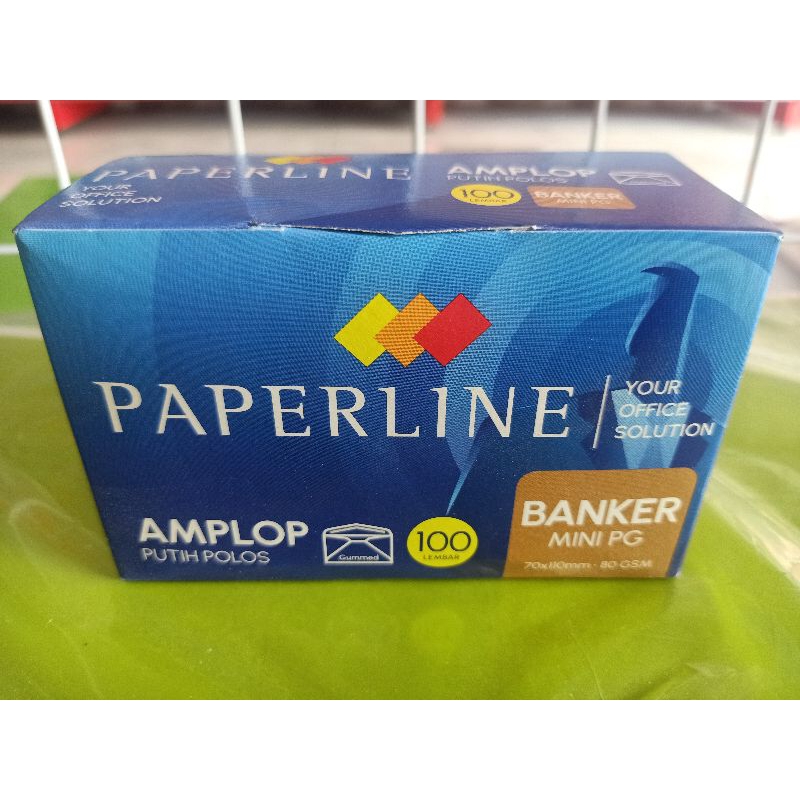 PAPERLINE
YOUR
OFFICE
SOLUTION
AMPLOP
PUTIH POLOS
100
LEMBAR
BANKER
MINI PG
PAPERLINE
YOUR
OFFICE
SOLUTION
AMPLOP
PUTIH POLOS
Gummed
100
LEMBAR
BANKER
MINI PG
70x110mm · 80 GSM